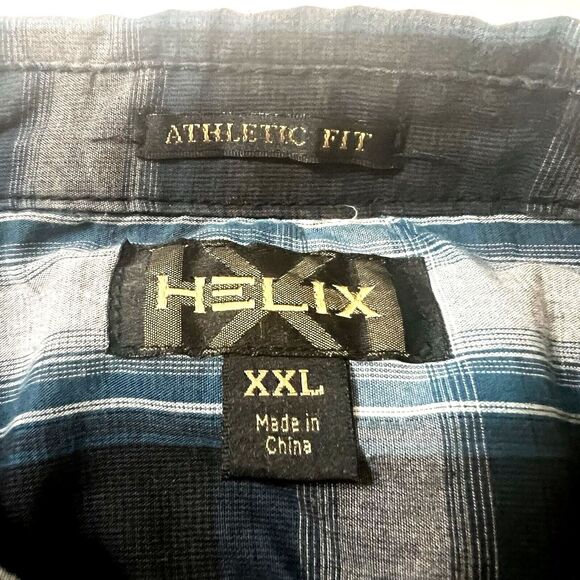 ATHLETIC FIT
HELIX
XXL
Made in
China